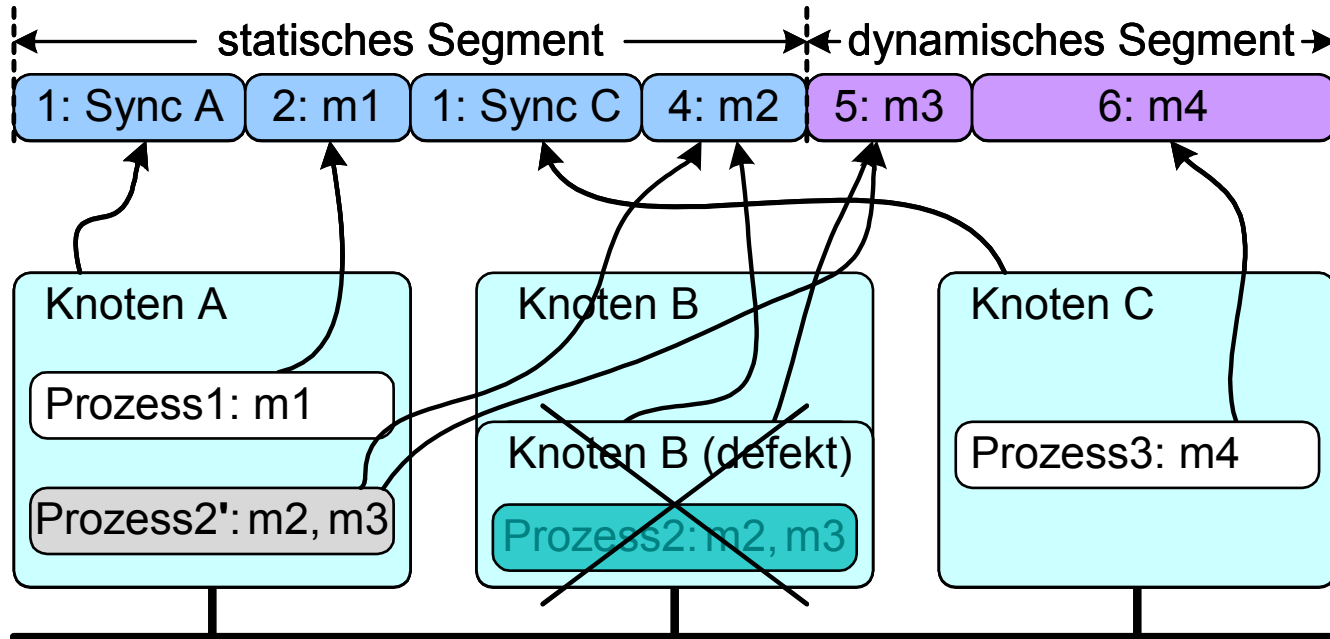 statisches Segment
dynamisches Segment
1: Sync A
2: m1
1: Sync C
4: m2
5: m3
6: m4
Knoten A
Prozess1: m1
Prozess2': m2, m3
Knoten B
Knoten B (defekt)
Prozess2: m2, m3
Knoten C
Prozess3: m4